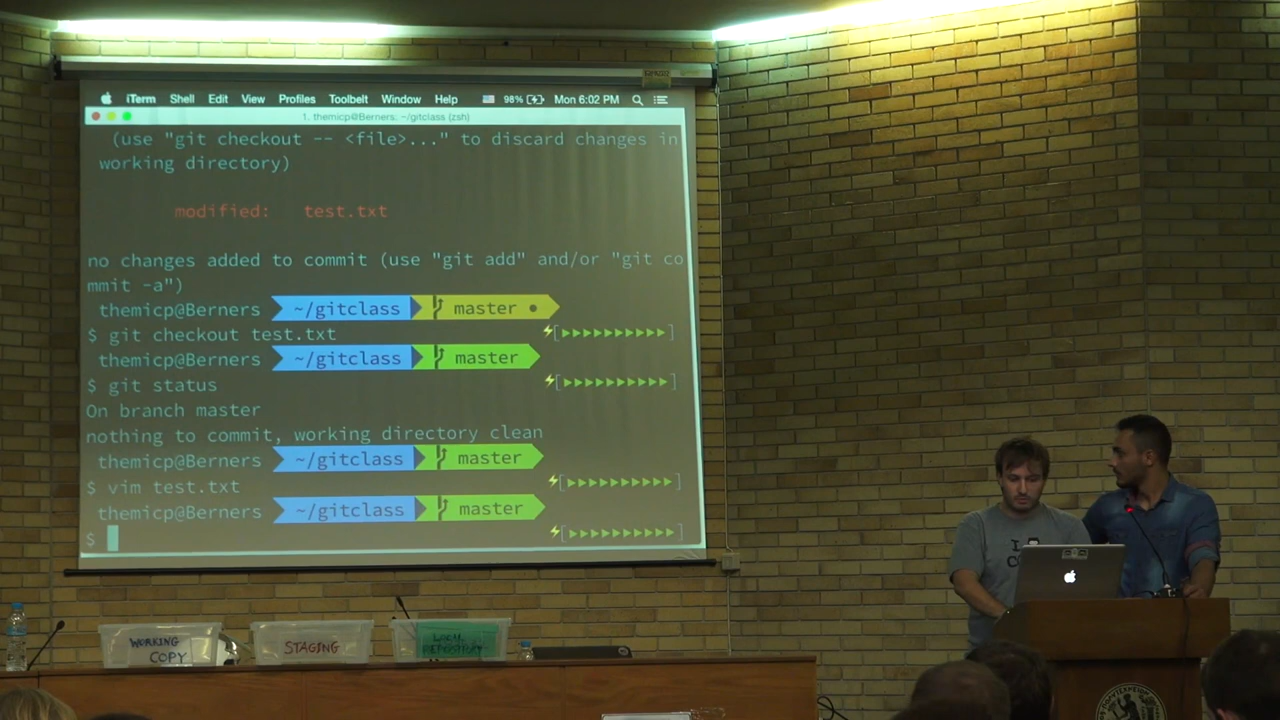 iTerm Shell Edit View Profiles Toolbelt Window Help 98% Mon 6:02 PM
1. themicp@Berners: ~/gitclass (zsh)
(use "git checkout -- <file>..." to discard changes in
working directory)
modified: test.txt
no changes added to commit (use "git add" and/or "git co
mmit -a")
themicp@Berners ~/gitclass master
$ git checkout test.txt
themicp@Berners ~/gitclass master
$ git status
On branch master
nothing to commit, working directory clean
themicp@Berners ~/gitclass master
$ vim test.txt
themicp@Berners ~/gitclass master
$
WORKING
COPY
STAGING
LOCAL
REPOSITORY
I